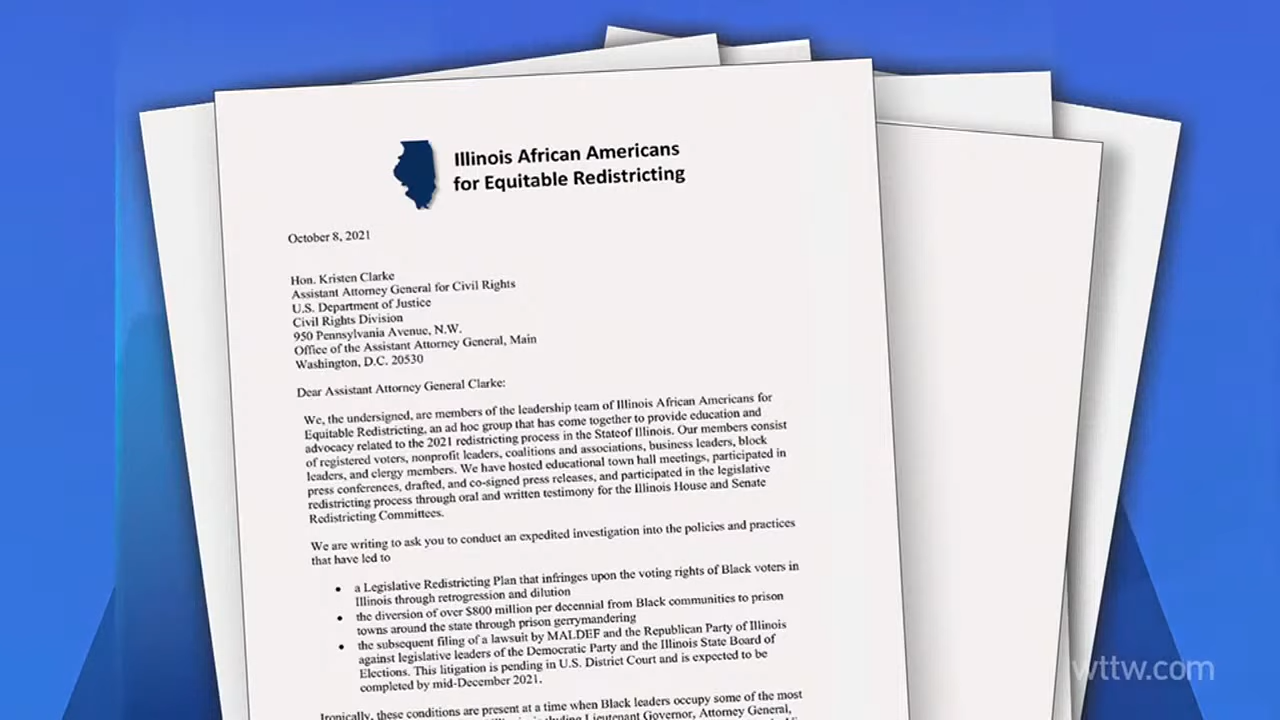 Illinois African Americans
for Equitable Redistricting
October 8, 2021
Hon. Kristen Clarke
Assistant Attorney General for Civil Rights
U.S. Department of Justice
Civil Rights Division
950 Pennsylvania Avenue, N.W.
Office of the Assistant Attorney General, Main
Washington, D.C. 20530
Dear Assistant Attorney General Clarke:
We, the undersigned, are members of the leadership team of Illinois African Americans for
Equitable Redistricting, an ad hoc group that has come together to provide education and
advocacy related to the 2021 redistricting process in the Stateof Illinois. Our members consist
of registered voters, nonprofit leaders, coalitions and associations, business leaders, block
leaders, and clergy members. We have hosted educational town hall meetings, participated in
press conferences, drafted, and co-signed press releases, and participated in the legislative
redistricting process through oral and written testimony for the Illinois House and Senate
Redistricting Committees.
We are writing to ask you to conduct an expedited investigation into the policies and practices
that have led to
• a Legislative Redistricting Plan that infringes upon the voting rights of Black voters in
Illinois through retrogression and dilution
• the diversion of over $800 million per decennial from Black communities to prison
towns around the state through prison gerrymandering
• the subsequent filing of a lawsuit by MALDEF and the Republican Party of Illinois
against legislative leaders of the Democratic Party and the Illinois State Board of
Elections. This litigation is pending in U.S. District Court and is expected to be
completed by mid-December 2021.
Ironically, these conditions are present at a time when Black leaders occupy some of the most
including Lieutenant Governor, Attorney General,
wttw.com